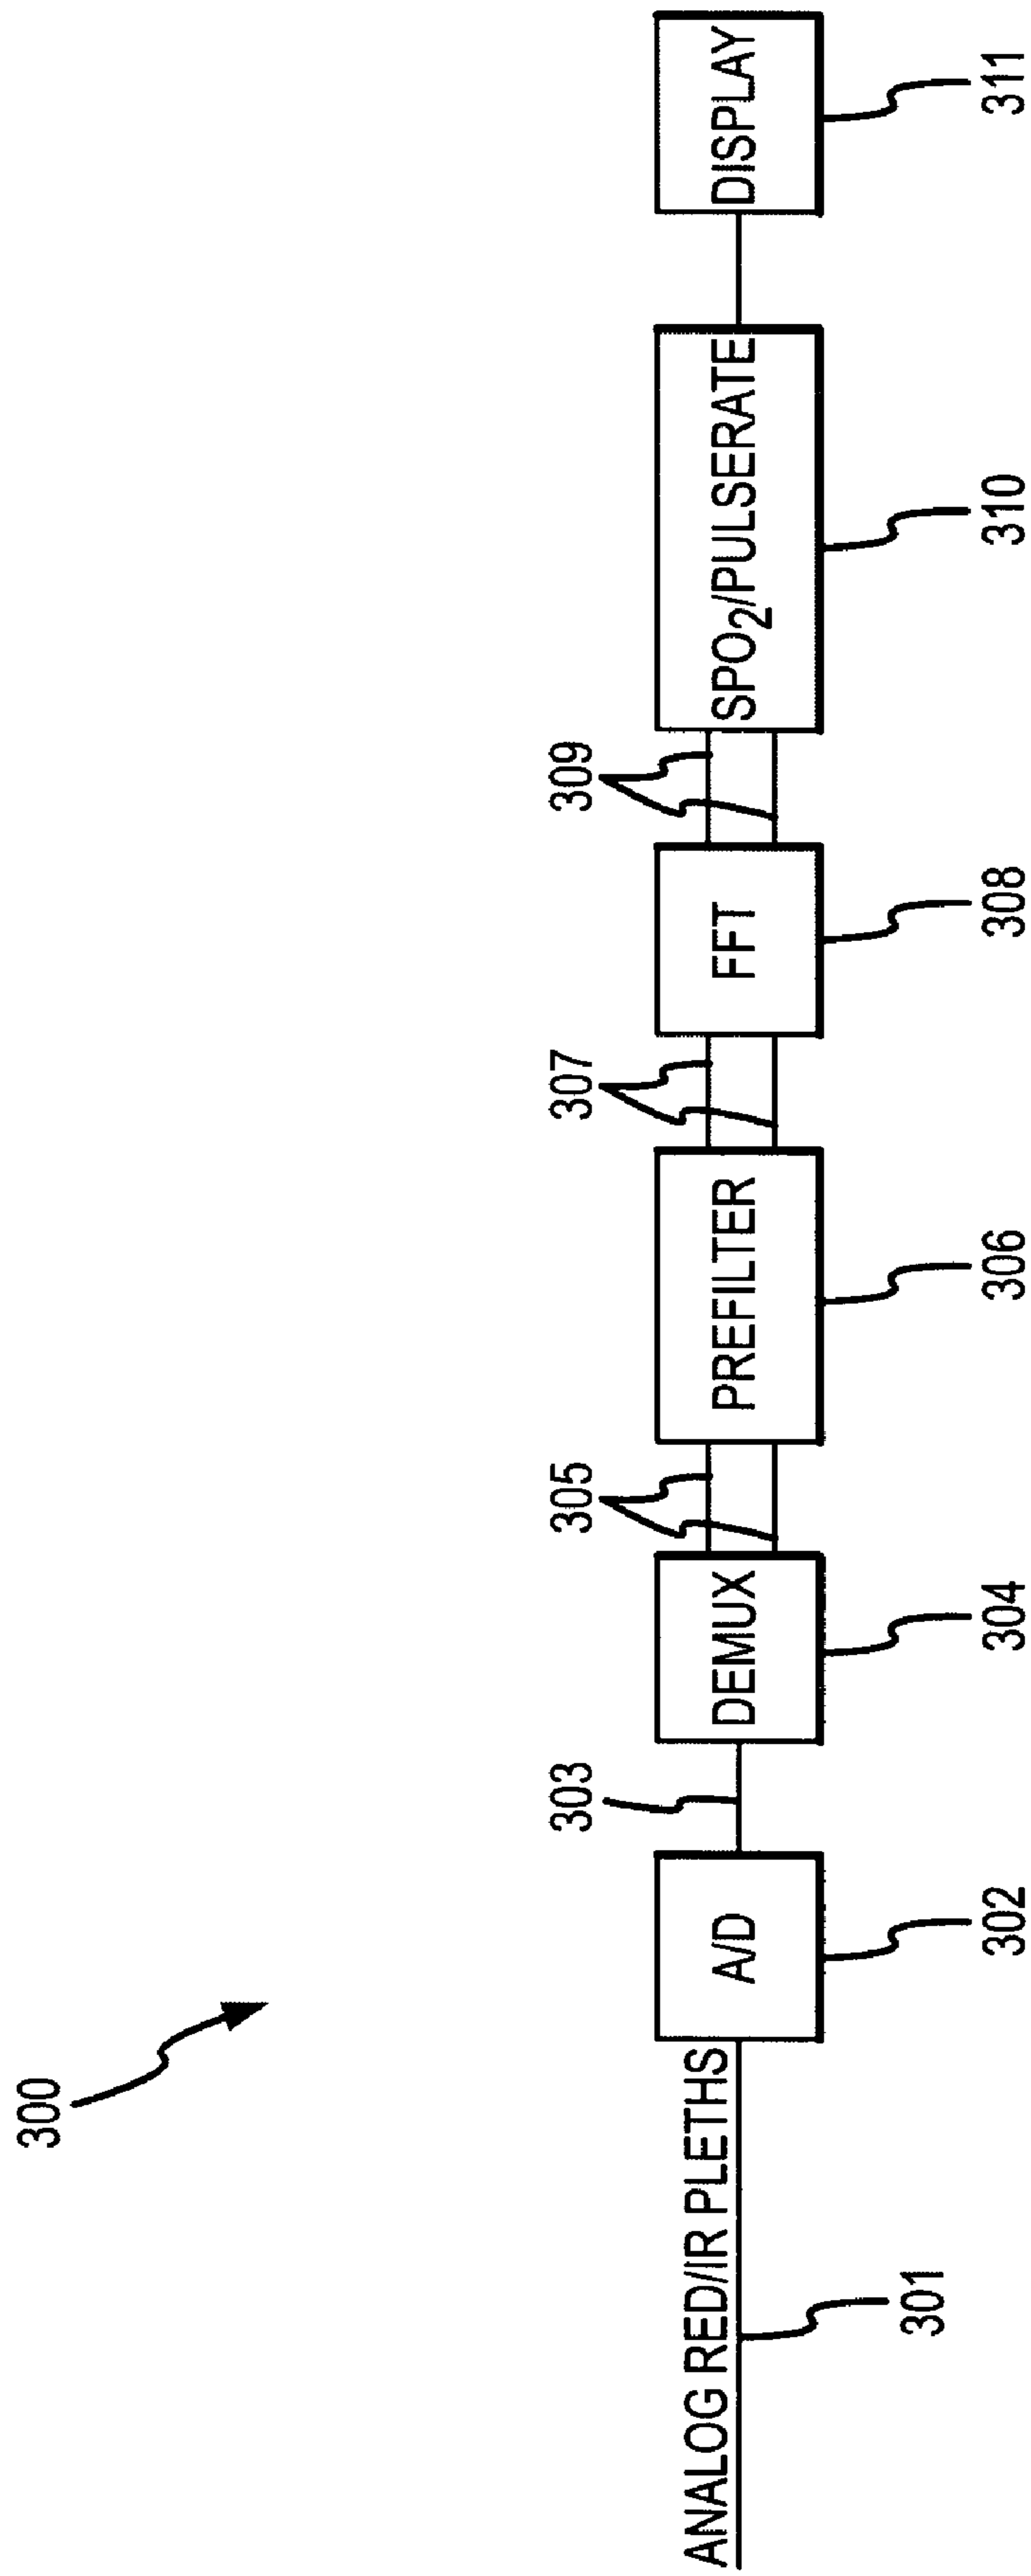 300
ANALOG RED/IR PLETHS
301
A/D
302
303
DEMUX
304
305
PREFILTER
306
307
FFT
308
309
SPO₂/PULSERATE
310
DISPLAY
311